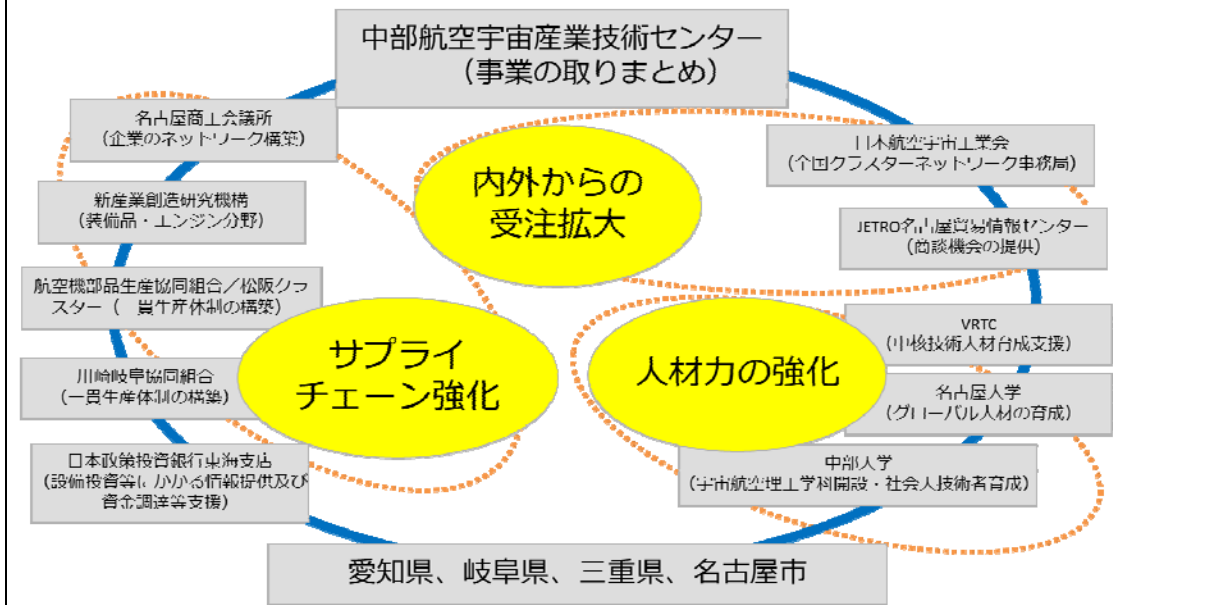 中部航空宇宙産業技術センター
（事業の取りまとめ）
名古屋商工会議所
（企業のネットワーク構築）
新産業創造研究機構
（装備品・エンジン分野）
航空機部品生産協同組合／松阪クラ
スター（一貫生産体制の構築）
川崎岐阜協同組合
（一貫生産体制の構築）
日本政策投資銀行東海支店
（設備投資等にかかる情報提供及び
資金調達等支援）
内外からの
受注拡大
サプライ
チェーン強化
人材力の強化
日本航空宇宙工業会
（全国クラスターネットワーク事務局）
JETRO名古屋貿易情報センター
（商談機会の提供）
VRTC
（中核技術人材育成支援）
名古屋大学
（グローバル人材の育成）
中部大学
（宇宙航空理工学科開設・社会人技術者育成）
愛知県、岐阜県、三重県、名古屋市